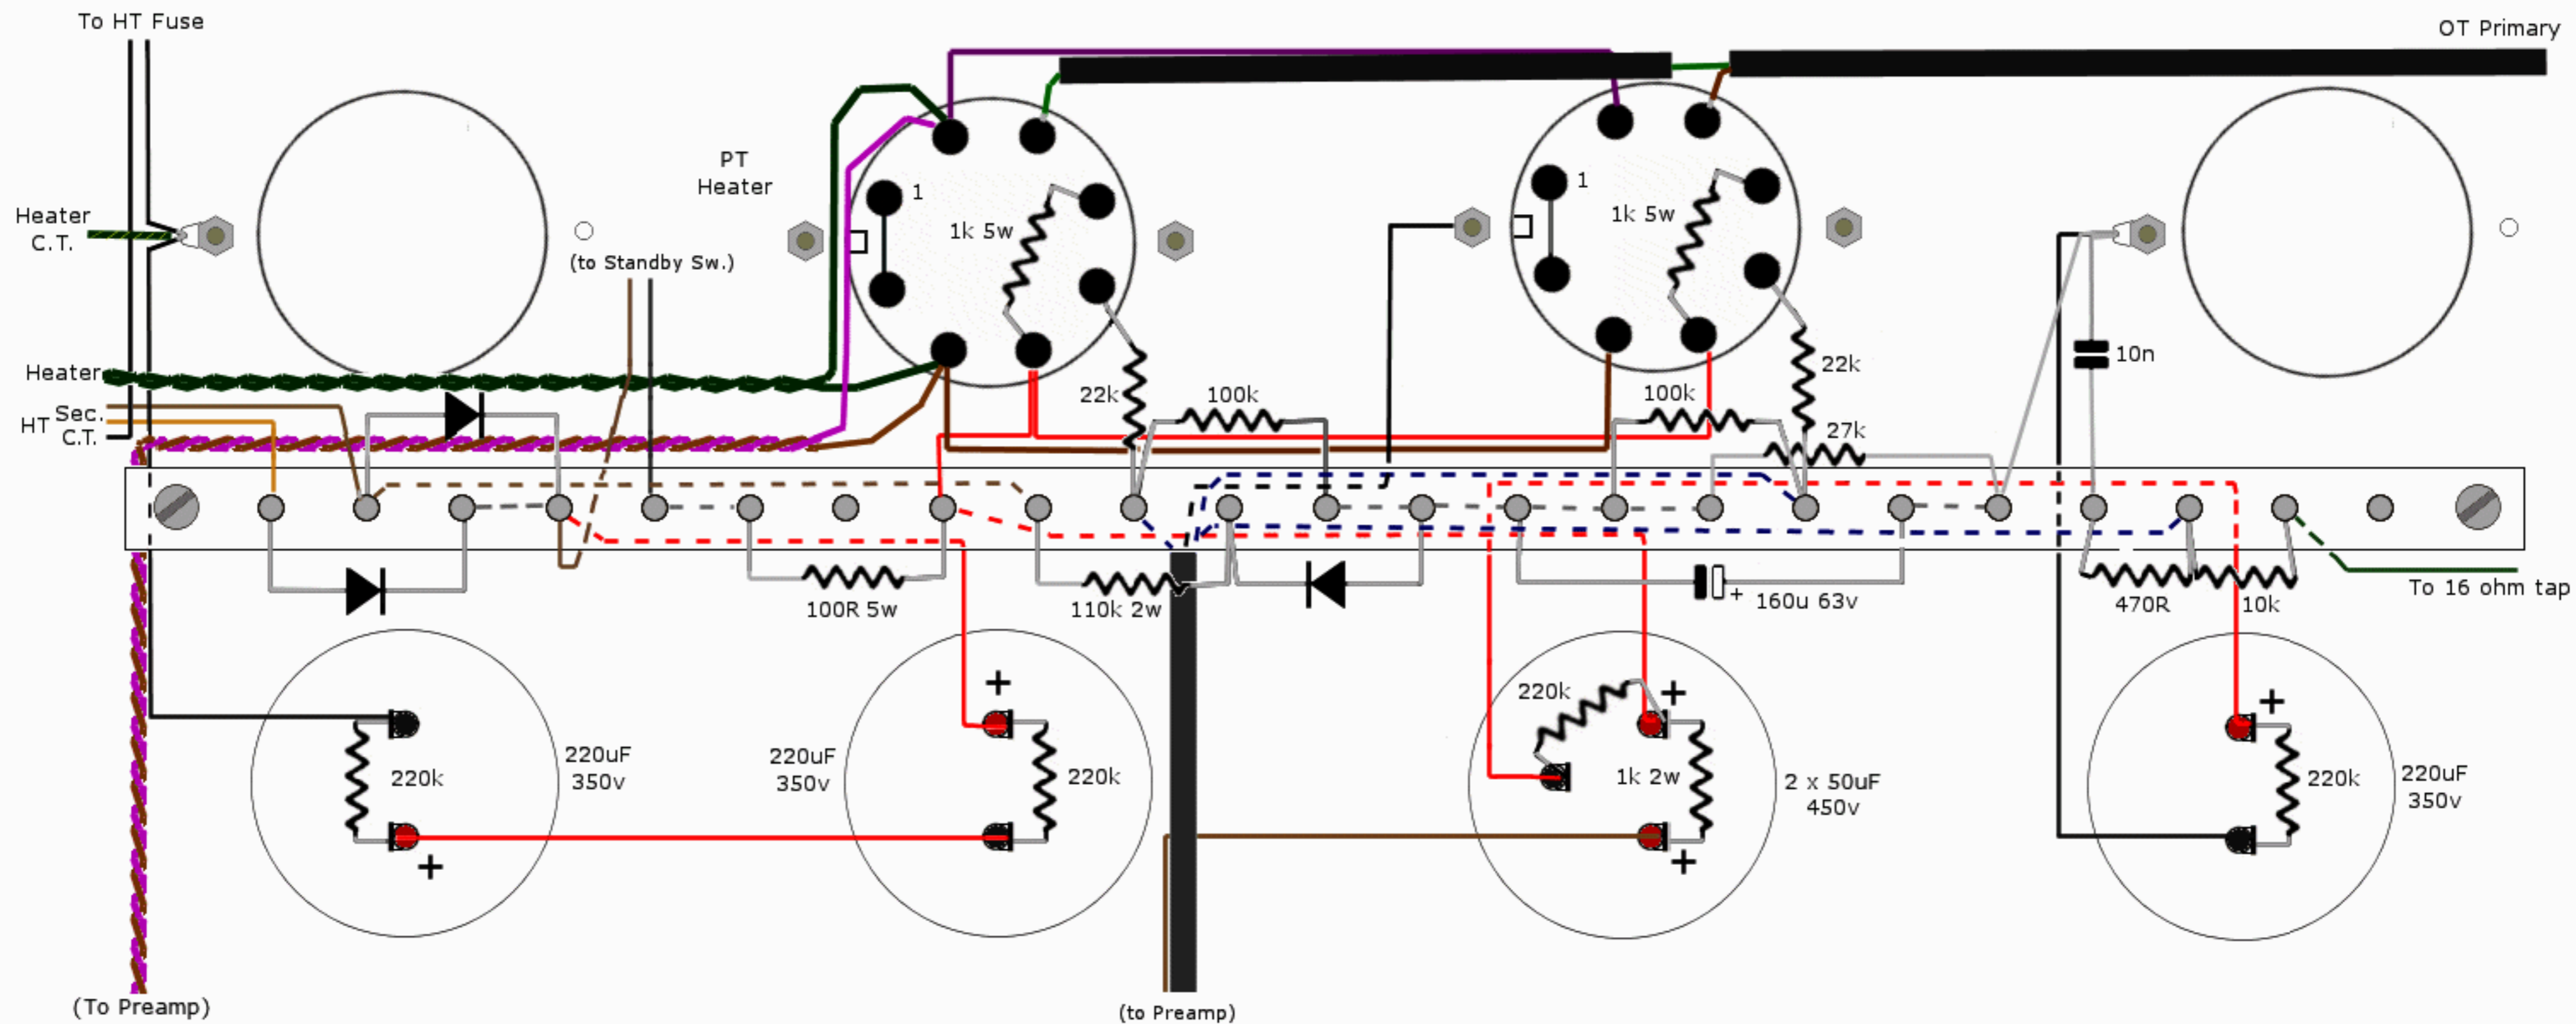 To HT Fuse
OT Primary
PT
Heater
1
1k 5w
1
1k 5w
Heater
C.T.
(to Standby Sw.)
10n
22k
Heater
22k
100k
100k
HT Sec.
C.T.
27k
100R 5w
110k 2w
+ 160u 63v
470R
10k
To 16 ohm tap
+
220k
+
+
220uF
350v
220uF
350v
220k
220k
1k 2w
2 x 50uF
450v
220k
220uF
350v
+
+
(To Preamp)
(to Preamp)